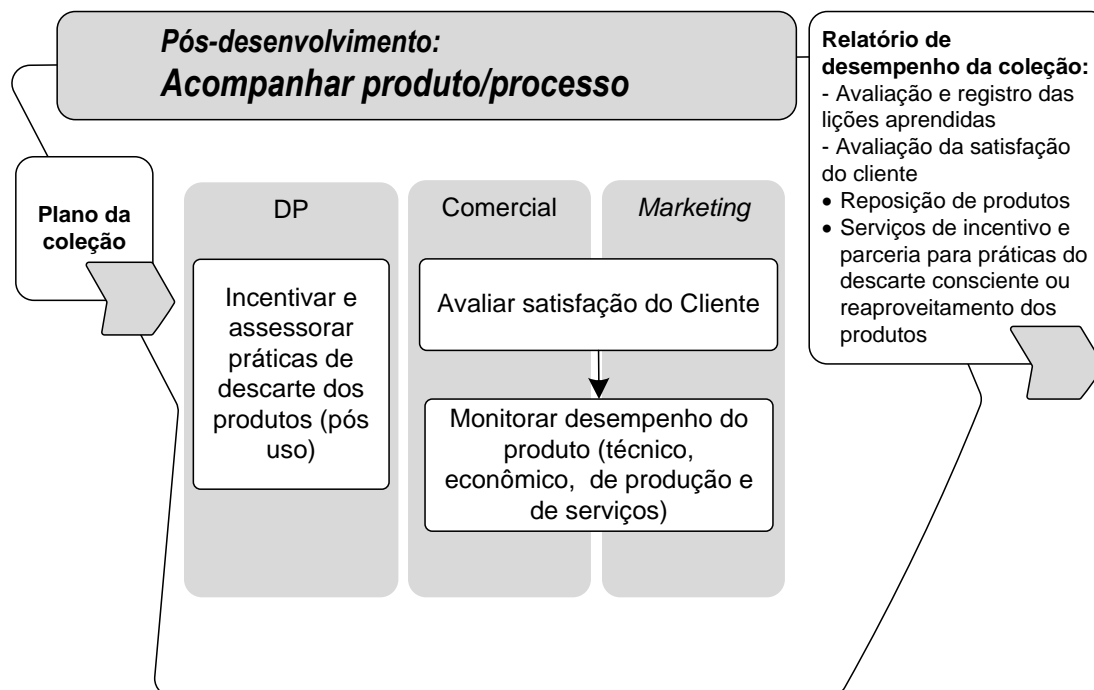 Pós-desenvolvimento:
Acompanhar produto/processo
Plano da
coleção
DP
Incentivar e
assessorar
práticas de
descarte dos
produtos (pós
uso)
Comercial
Marketing
Avaliar satisfação do Cliente
Monitorar desempenho do
produto (técnico,
econômico, de produção e
de serviços)
Relatório de
desempenho da coleção:
- Avaliação e registro das
lições aprendidas
- Avaliação da satisfação
do cliente
• Reposição de produtos
• Serviços de incentivo e
parceria para práticas do
descarte consciente ou
reaproveitamento dos
produtos